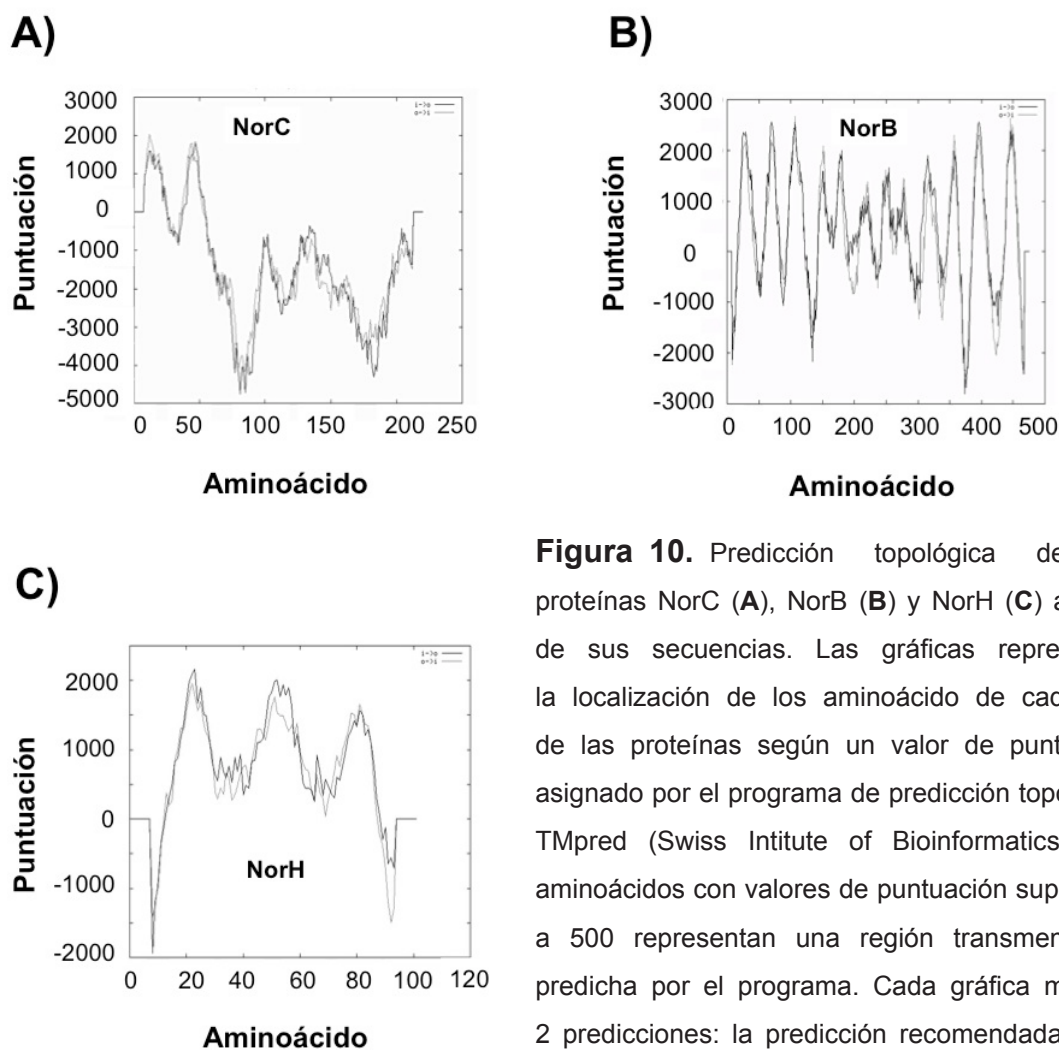 A)
3000
2000
1000
0
-1000
-2000
-3000
-4000
-5000
Puntuación
NorC
i->o
o->i
0 50 100 150 200 250
Aminoácido
B)
3000
2000
1000
0
-1000
-2000
-3000
Puntuación
NorB
i->o
o->i
0 100 200 300 400 500
Aminoácido
C)
2000
1000
0
-1000
-2000
Puntuación
NorH
i->o
o->i
0 20 40 60 80 100 120
Aminoácido
Figura 10. Predicción topológica de
proteínas NorC (A), NorB (B) y NorH (C) a
de sus secuencias. Las gráficas repre
la localización de los aminoácido de cad
de las proteínas según un valor de punt
asignado por el programa de predicción topo
TMpred (Swiss Intitute of Bioinformatics
aminoácidos con valores de puntuación sup
a 500 representan una región transmen
predicha por el programa. Cada gráfica m
2 predicciones: la predicción recomendada